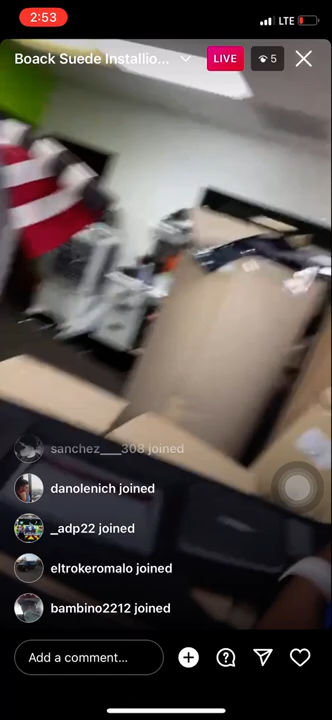 2:53
LTE
Boack Suede Installio...
LIVE
5
sanchez___308 joined
danolenich joined
_adp22 joined
eltrokeromalo joined
bambino2212 joined
Add a comment...